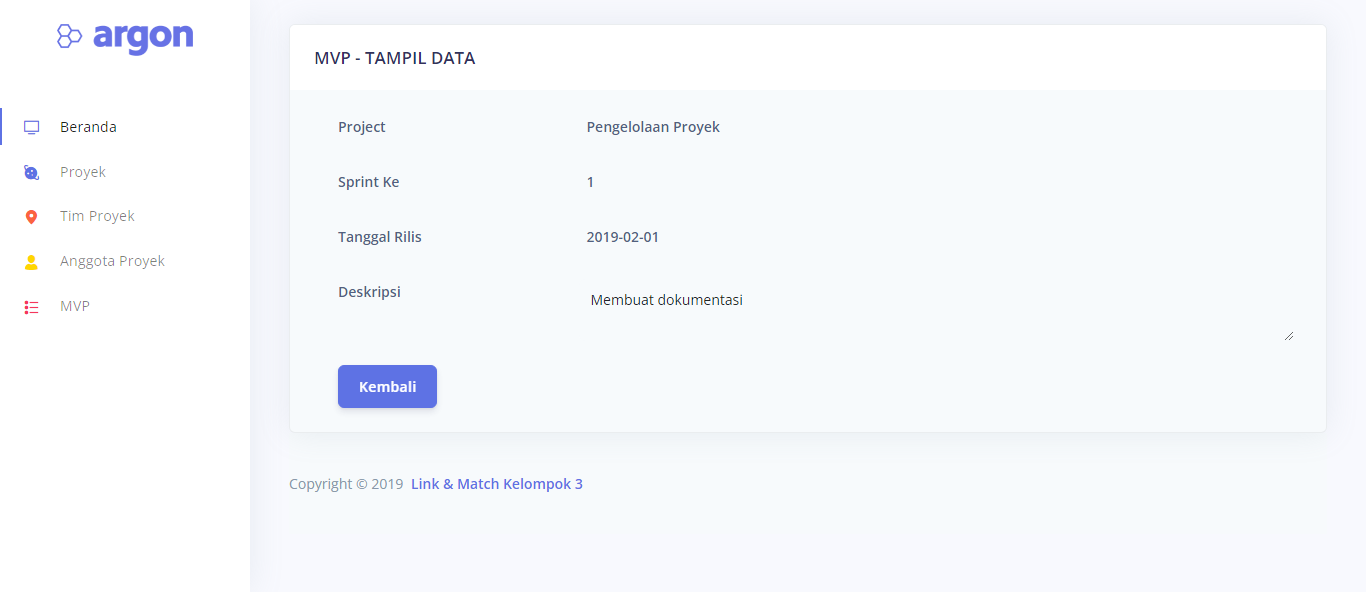 argon
Beranda
Proyek
Tim Proyek
Anggota Proyek
MVP
MVP - TAMPIL DATA
Project Pengelolaan Proyek
Sprint Ke 1
Tanggal Rilis 2019-02-01
Deskripsi Membuat dokumentasi
Kembali
Copyright © 2019 Link & Match Kelompok 3